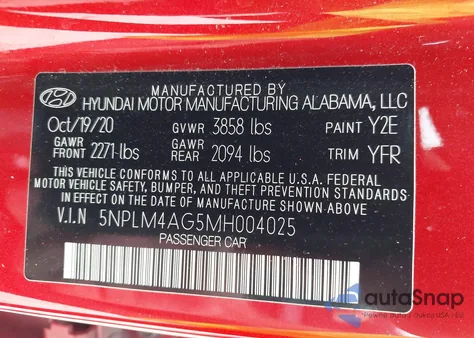 MANUFACTURED BY
HYUNDAI MOTOR MANUFACTURING ALABAMA, LLC
Oct/19/20 GVWR 3858 lbs PAINT Y2E
GAWR FRONT 2271 lbs GAWR REAR 2094 lbs TRIM YFR
THIS VEHICLE CONFORMS TO ALL APPLICABLE U.S.A. FEDERAL
MOTOR VEHICLE SAFETY, BUMPER, AND THEFT PREVENTION STANDARDS
IN EFFECT ON THE DATE OF MANUFACTURE SHOWN ABOVE.
V.I.N 5NPLM4AG5MH004025
PASSENGER CAR
autoSnap